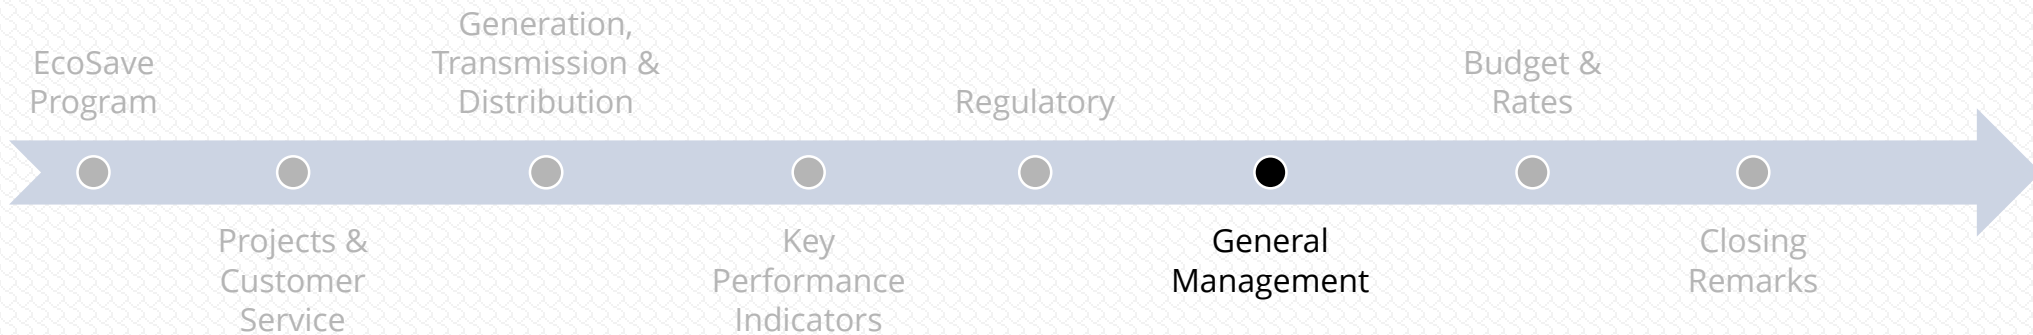 EcoSave
Program
Projects &
Customer
Service
Generation,
Transmission &
Distribution
Key
Performance
Indicators
Regulatory
General
Management
Budget &
Rates
Closing
Remarks